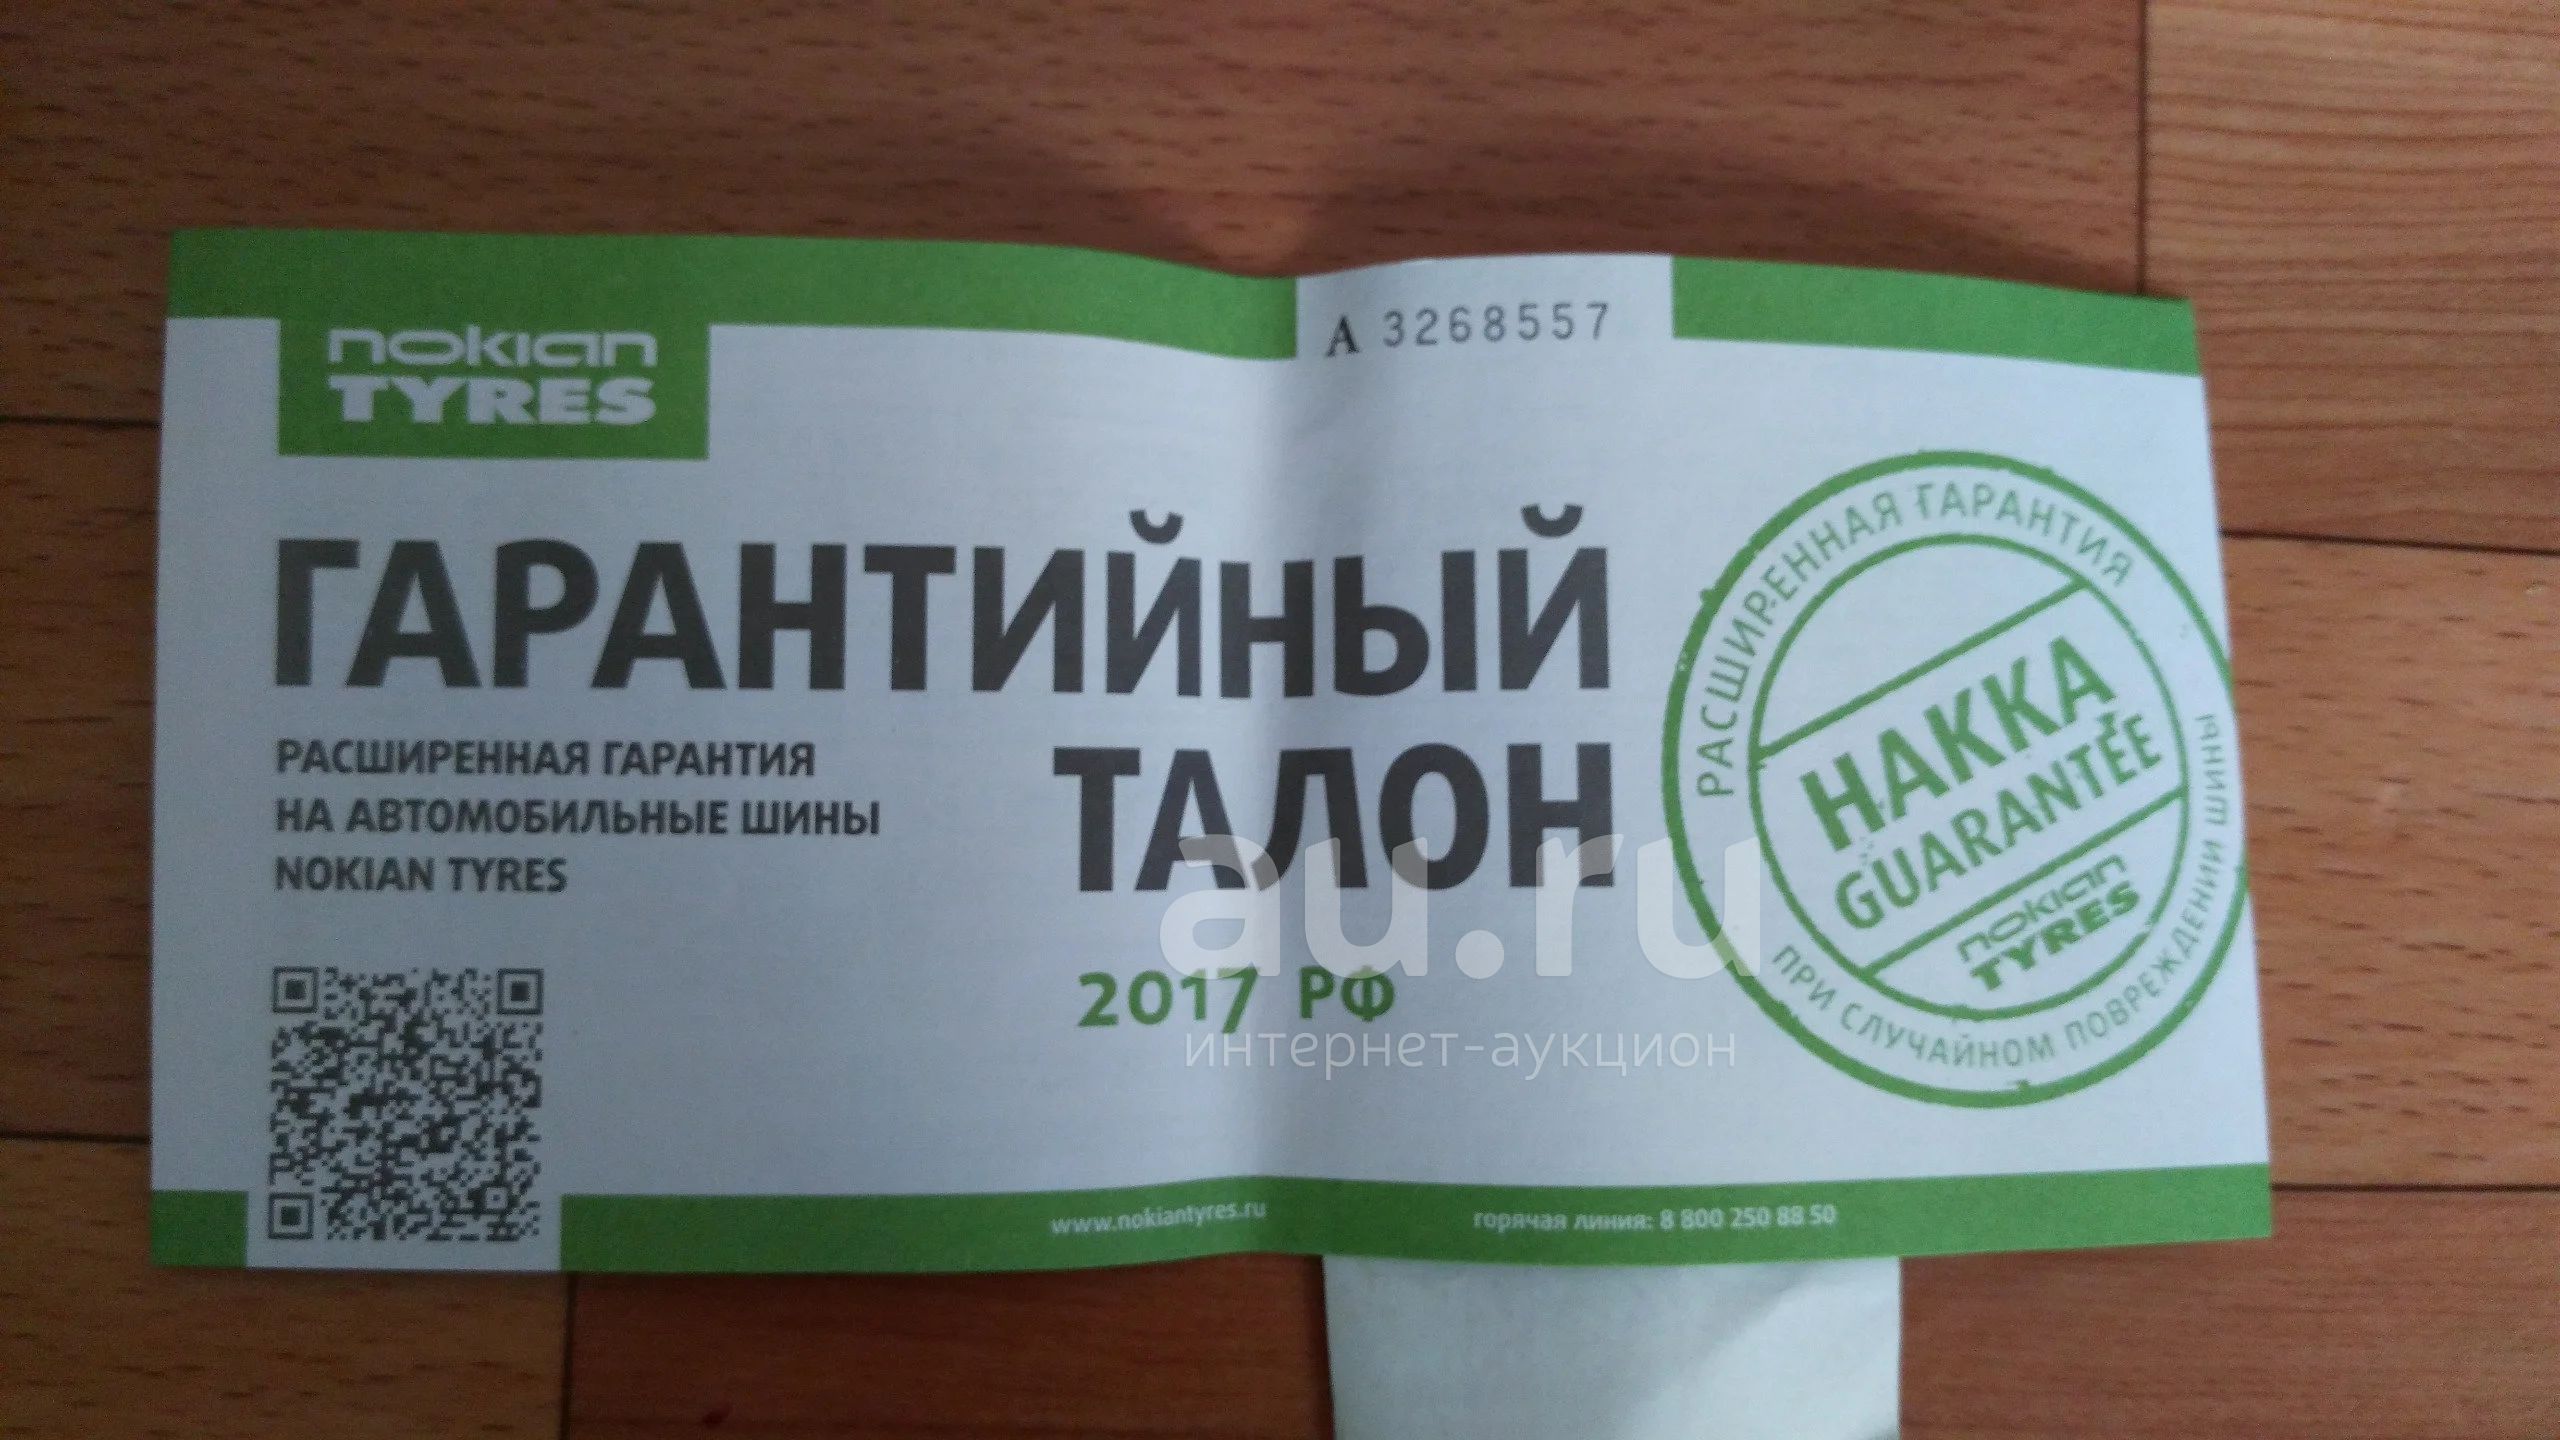 nokian
TYRES
A 3268557
ГАРАНТИЙНЫЙ
ТАЛОН
РАСШИРЕННАЯ ГАРАНТИЯ
НА АВТОМОБИЛЬНЫЕ ШИНЫ
NOKIAN TYRES
2017 РФ
РАСШИРЕННАЯ ГАРАНТИЯ
HAKKA
GUARANTEE
nokian
TYRES
ПРИ СЛУЧАЙНОМ ПОВРЕЖДЕНИИ ШИНЫ
au.ru
интернет-аукцион
www.nokiantyres.ru
горячая линия: 8 800 250 88 50